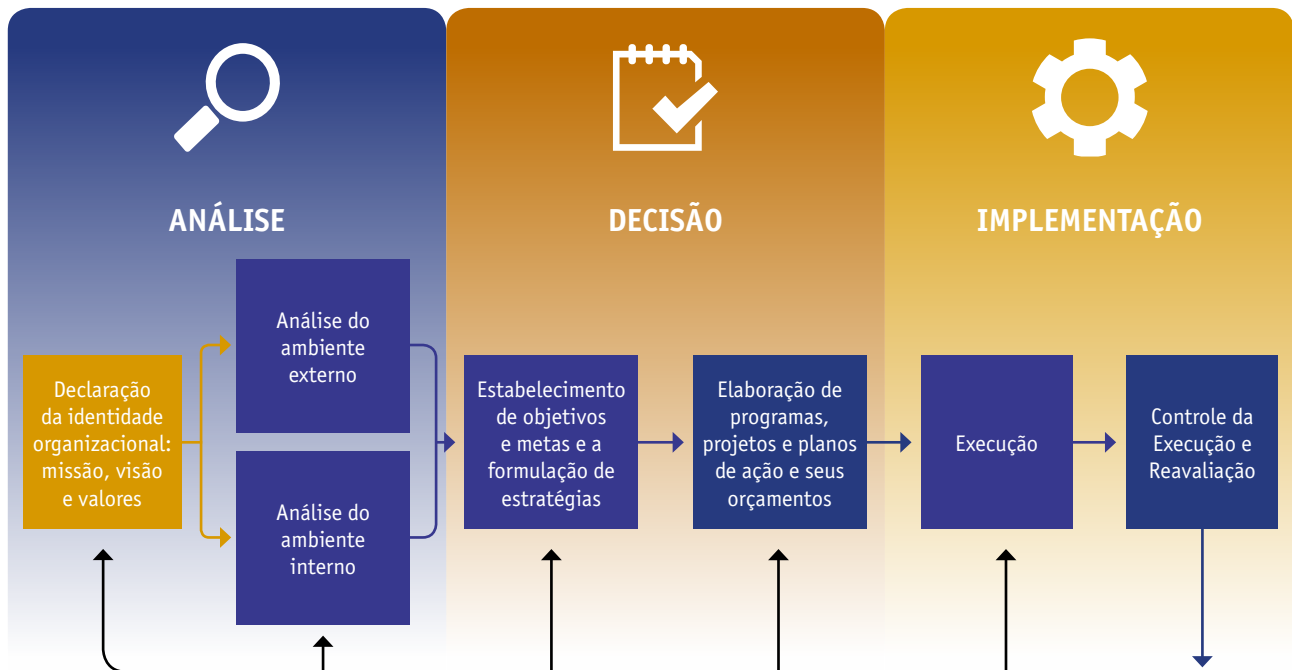 ANÁLISE
Declaração
da identidade
organizacional:
missão, visão
e valores
Análise do
ambiente
externo
Análise do
ambiente
interno
DECISÃO
Estabelecimento
de objetivos
e metas e a
formulação de
estratégias
Elaboração de
programas,
projetos e planos
de ação e seus
orçamentos
IMPLEMENTAÇÃO
Execução
Controle da
Execução e
Reavaliação